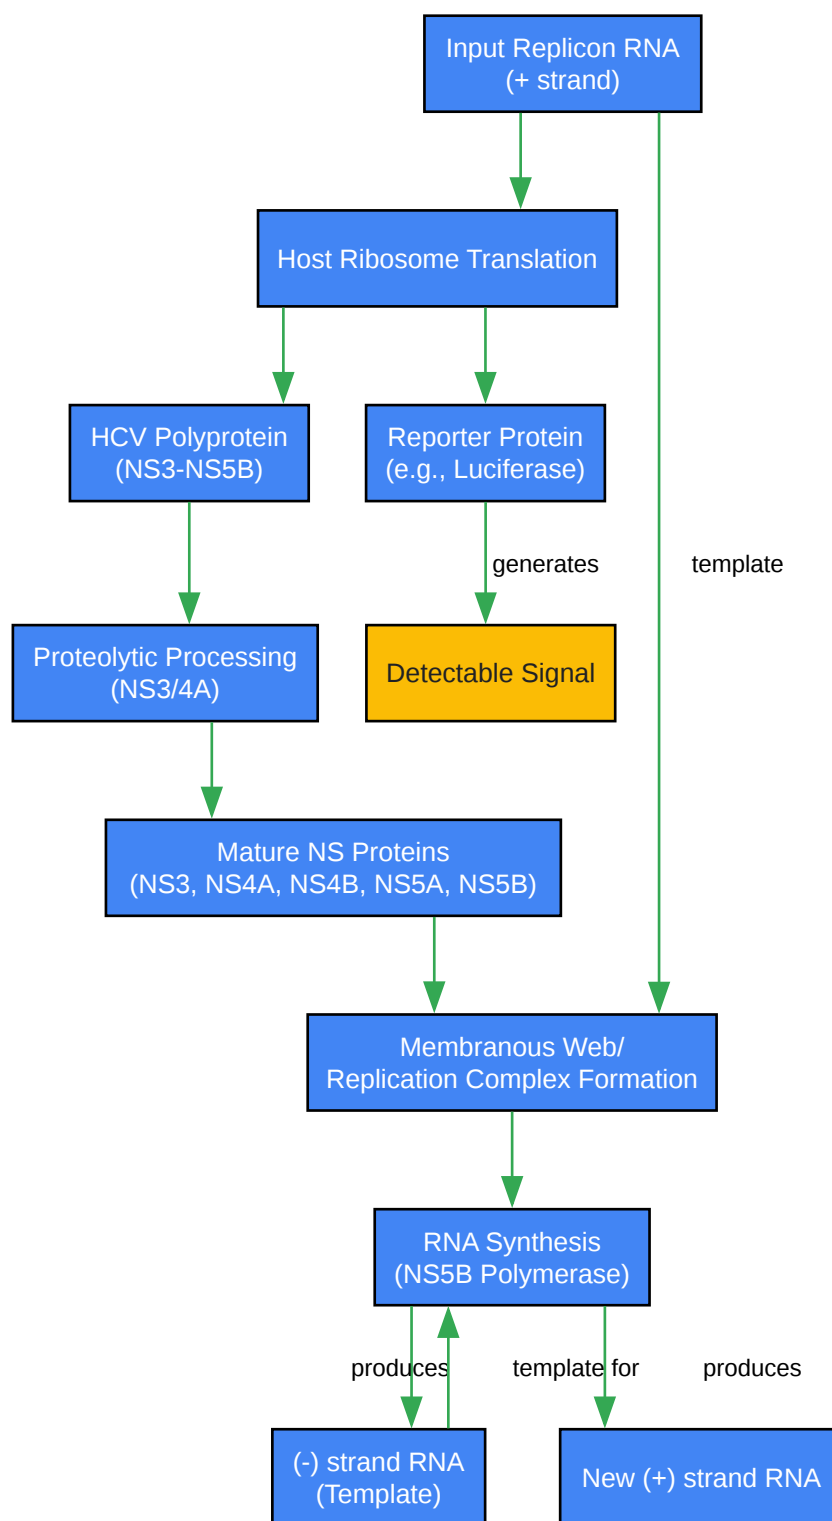 Input Replicon RNA
(+ strand)
Host Ribosome Translation
HCV Polyprotein
(NS3-NS5B)
Reporter Protein
(e.g., Luciferase)
generates
template
Proteolytic Processing
(NS3/4A)
Detectable Signal
Mature NS Proteins
(NS3, NS4A, NS4B, NS5A, NS5B)
Membranous Web/
Replication Complex Formation
RNA Synthesis
(NS5B Polymerase)
produces
template for
produces
(-) strand RNA
(Template)
New (+) strand RNA